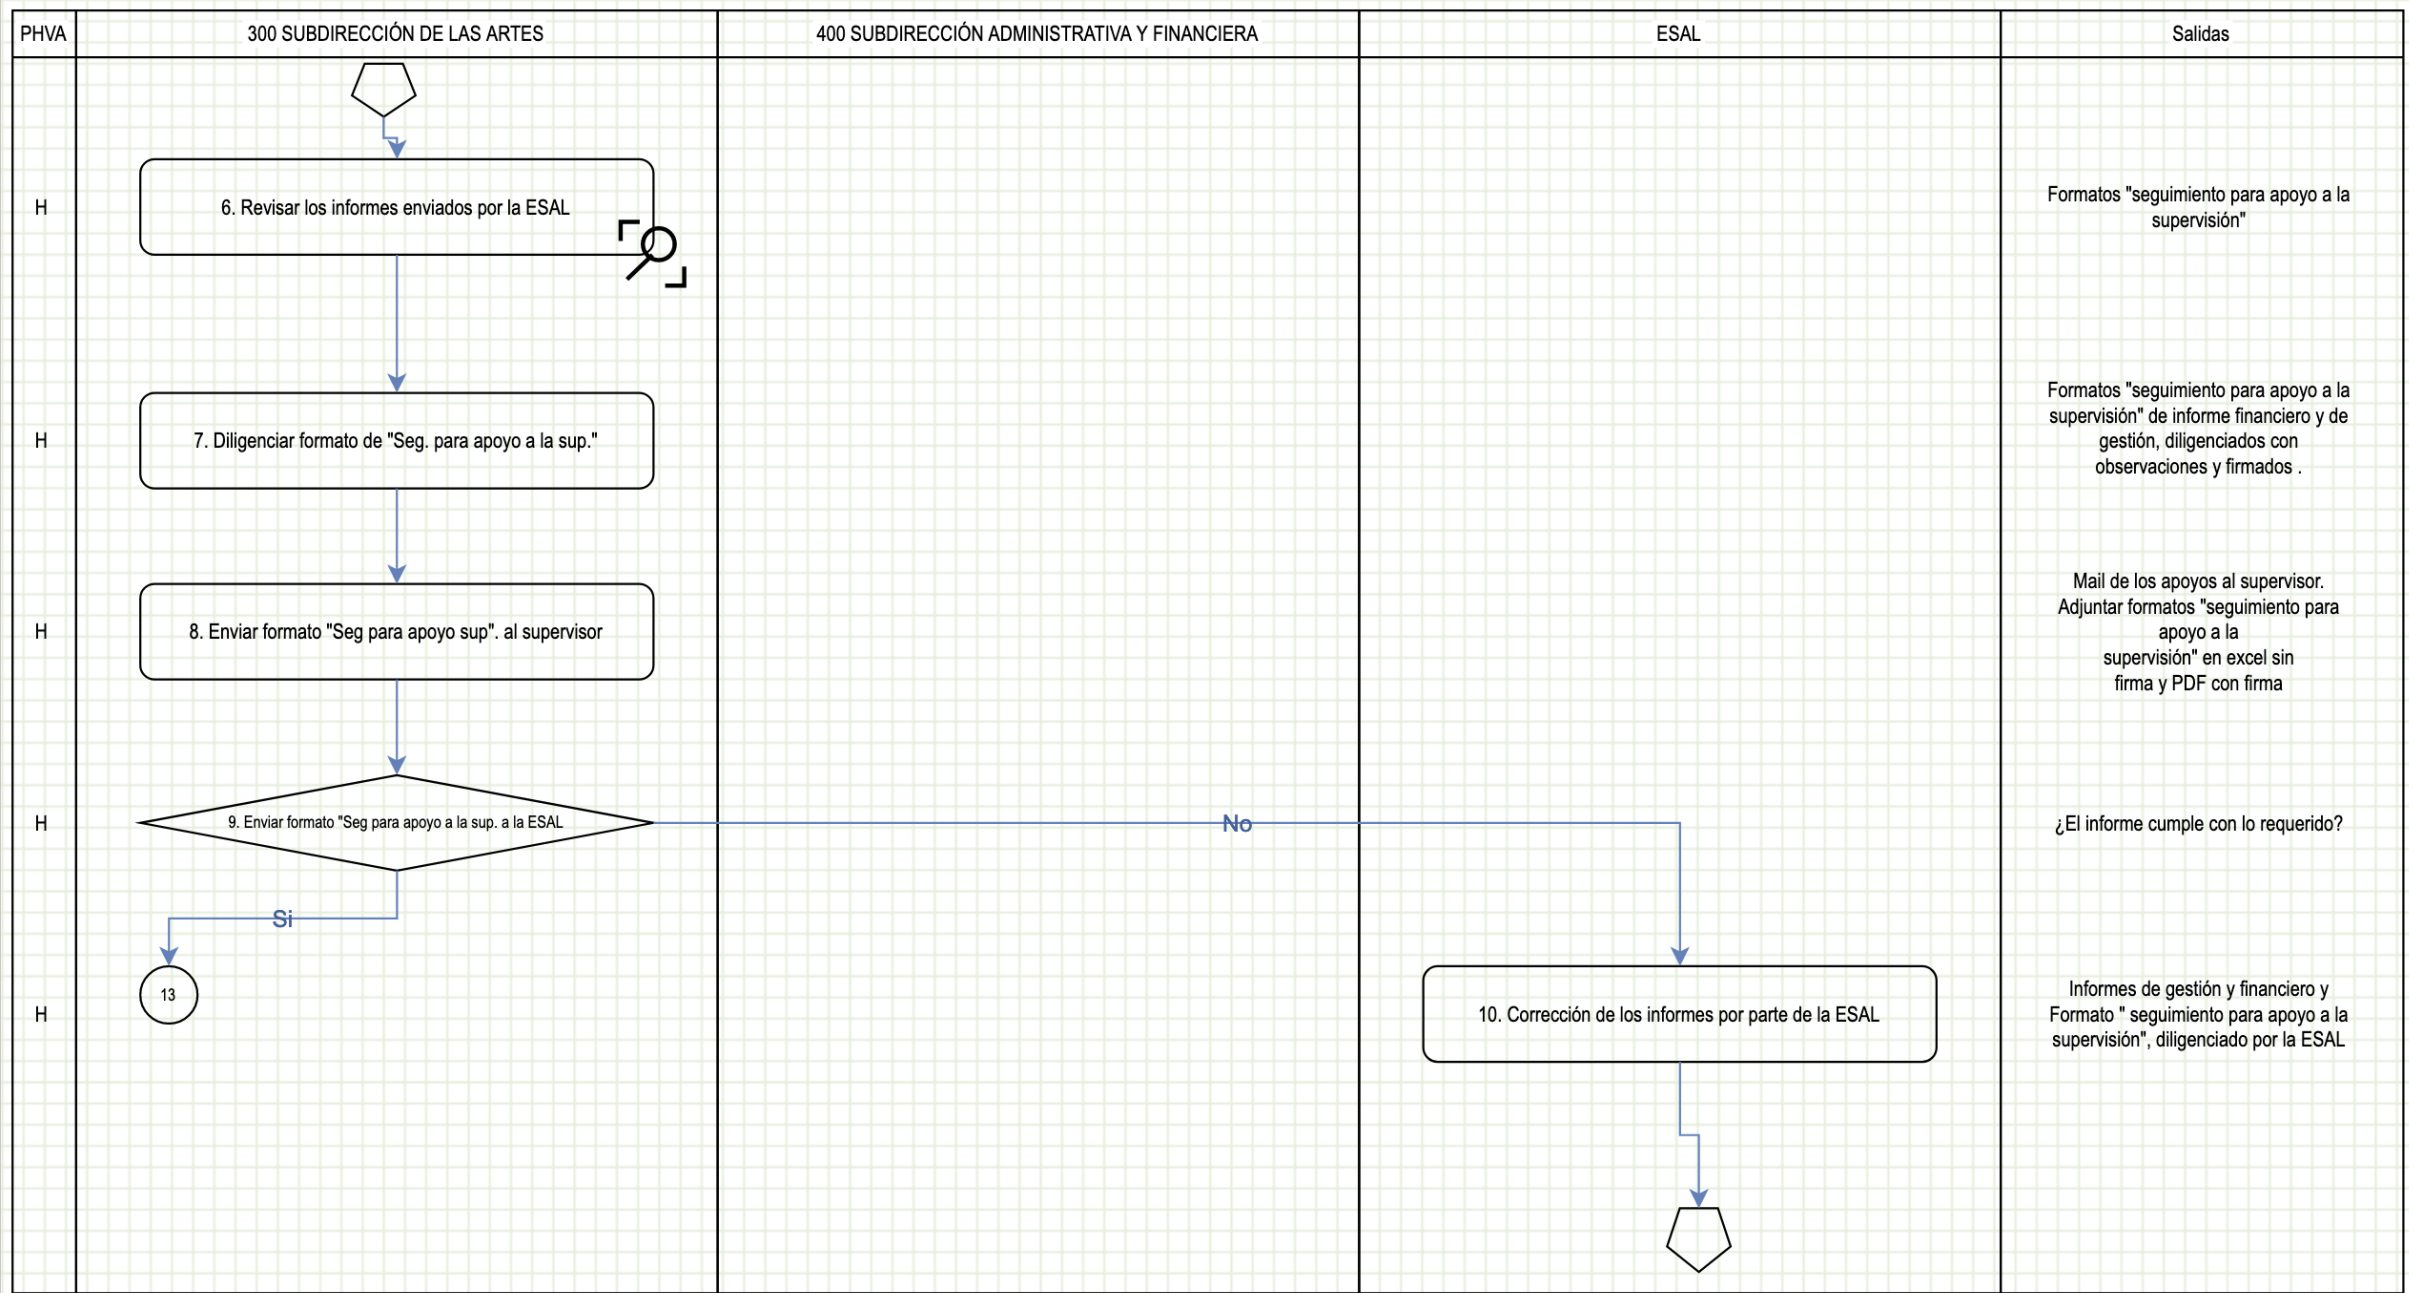 PHVA
300 SUBDIRECCIÓN DE LAS ARTES
400 SUBDIRECCIÓN ADMINISTRATIVA Y FINANCIERA
ESAL
Salidas
H
6. Revisar los informes enviados por la ESAL
Formatos "seguimiento para apoyo a la
supervisión"
H
7. Diligenciar formato de "Seg. para apoyo a la sup."
Formatos "seguimiento para apoyo a la
supervisión" de informe financiero y de
gestión, diligenciados con
observaciones y firmados .
H
8. Enviar formato "Seg para apoyo sup". al supervisor
Mail de los apoyos al supervisor.
Adjuntar formatos "seguimiento para
apoyo a la
supervisión" en excel sin
firma y PDF con firma
H
9. Enviar formato "Seg para apoyo a la sup. a la ESAL
No
¿El informe cumple con lo requerido?
Si
H
13
10. Corrección de los informes por parte de la ESAL
Informes de gestión y financiero y
Formato " seguimiento para apoyo a la
supervisión", diligenciado por la ESAL